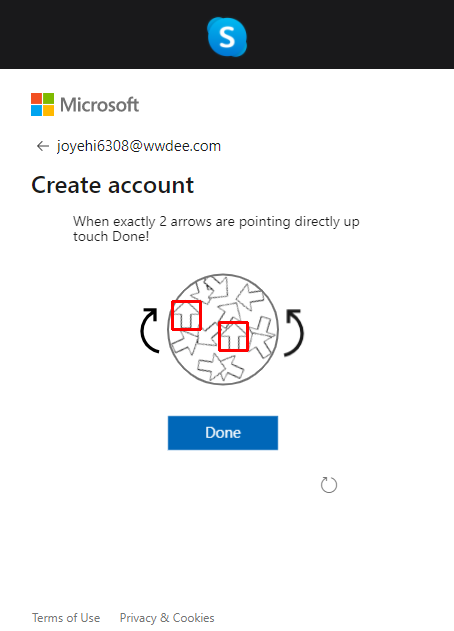 S
Microsoft
← joyehi6308@wwdee.com
Create account
When exactly 2 arrows are pointing directly up
touch Done!
Done
Terms of Use Privacy & Cookies